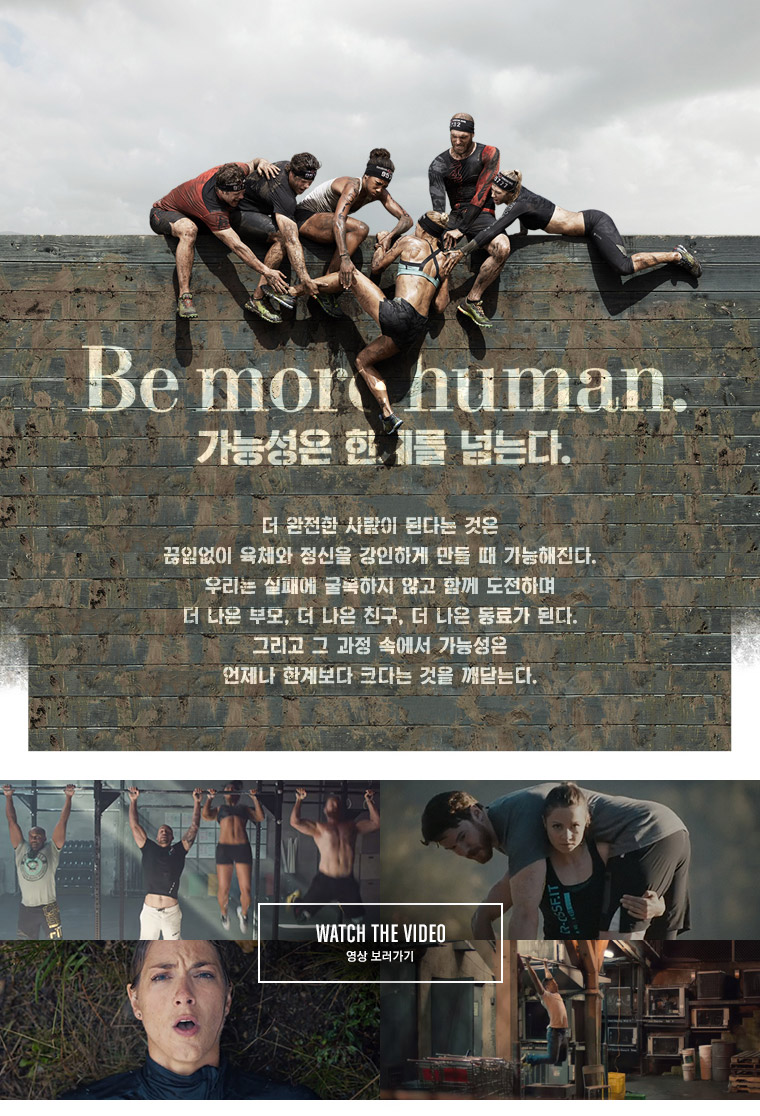 Be more human.
가능성은 한계를 넘는다.
더 완전한 사람이 된다는 것은
끊임없이 육체와 정신을 강인하게 만들 때 가능해진다.
우리는 실패에 굴복하지 않고 함께 도전하며
더 나은 부모, 더 나은 친구, 더 나은 동료가 된다.
그리고 그 과정 속에서 가능성은
언제나 한계보다 크다는 것을 깨닫는다.
WATCH THE VIDEO
영상 보러가기